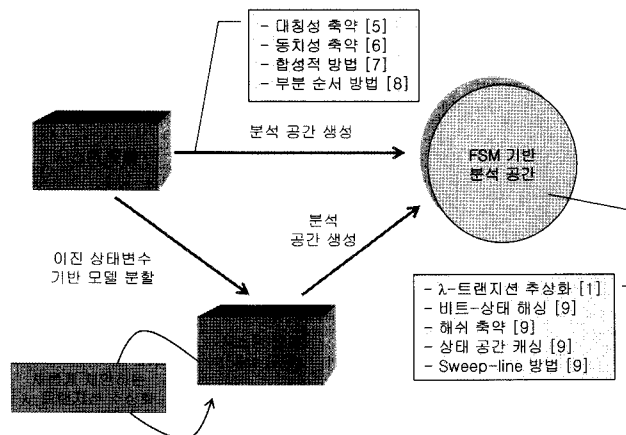 - 대칭성 축약 [5]
- 동치성 축약 [6]
- 합성적 방법 [7]
- 부분 순서 방법 [8]
분석 공간 생성
FSM 기반
분석 공간
분석
공간 생성
이진 상태변수
기반 모델 분할
- λ-트랜지션 추상화 [1]
- 비트-상태 해싱 [9]
- 해쉬 축약 [9]
- 상태 공간 캐싱 [9]
- Sweep-line 방법 [9]